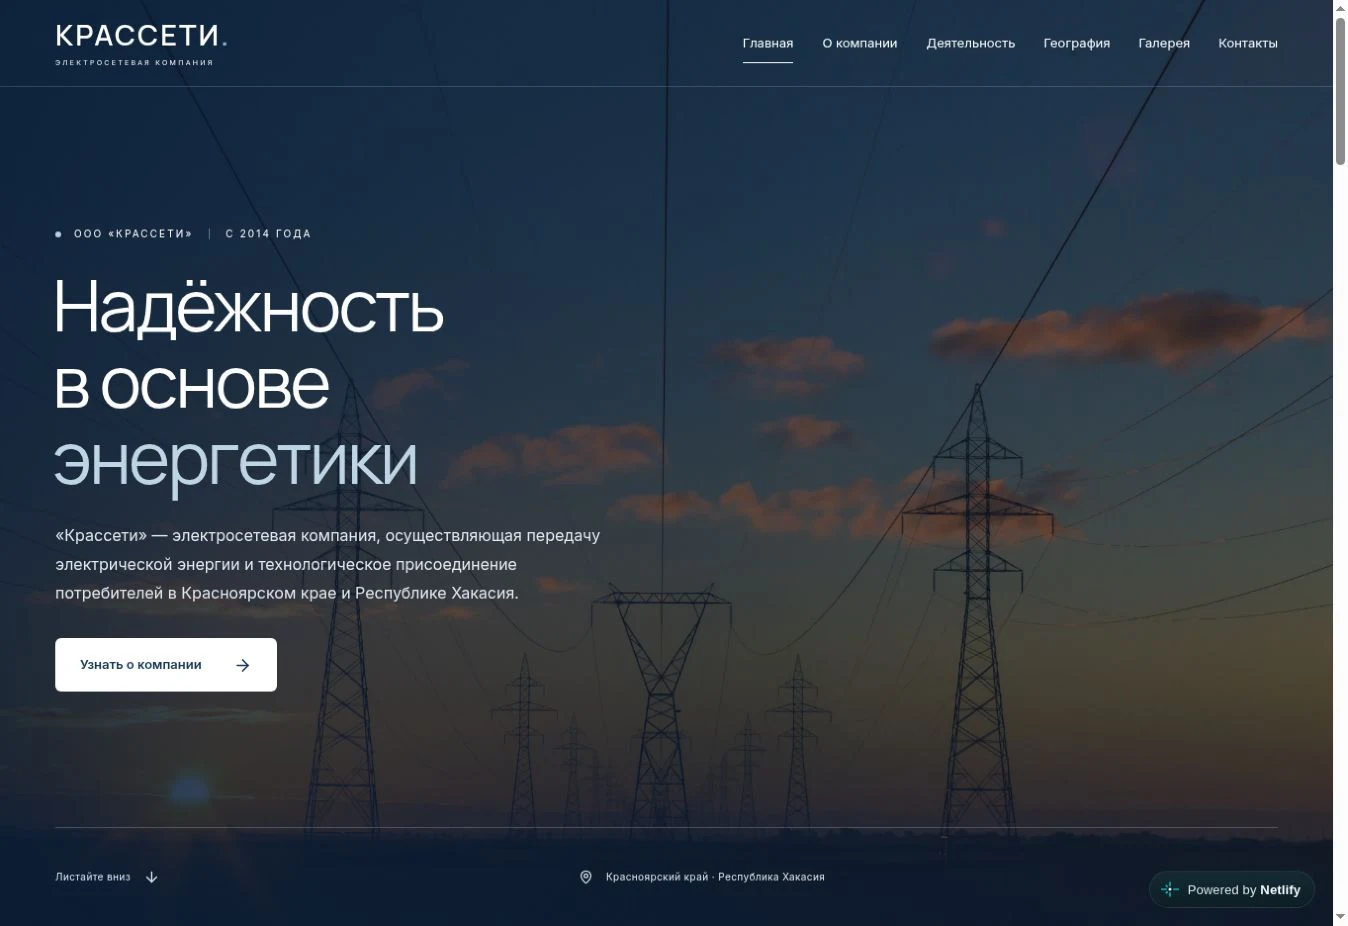 КРАССЕТИ.
ЭЛЕКТРОСЕТЕВАЯ КОМПАНИЯ
Главная
О компании
Деятельность
География
Галерея
Контакты
ООО «КРАССЕТИ» | С 2014 ГОДА
Надёжность
в основе
энергетики
«Крассети» — электросетевая компания, осуществляющая передачу
электрической энергии и технологическое присоединение
потребителей в Красноярском крае и Республике Хакасия.
Узнать о компании
Листайте вниз
Красноярский край · Республика Хакасия
Powered by Netlify